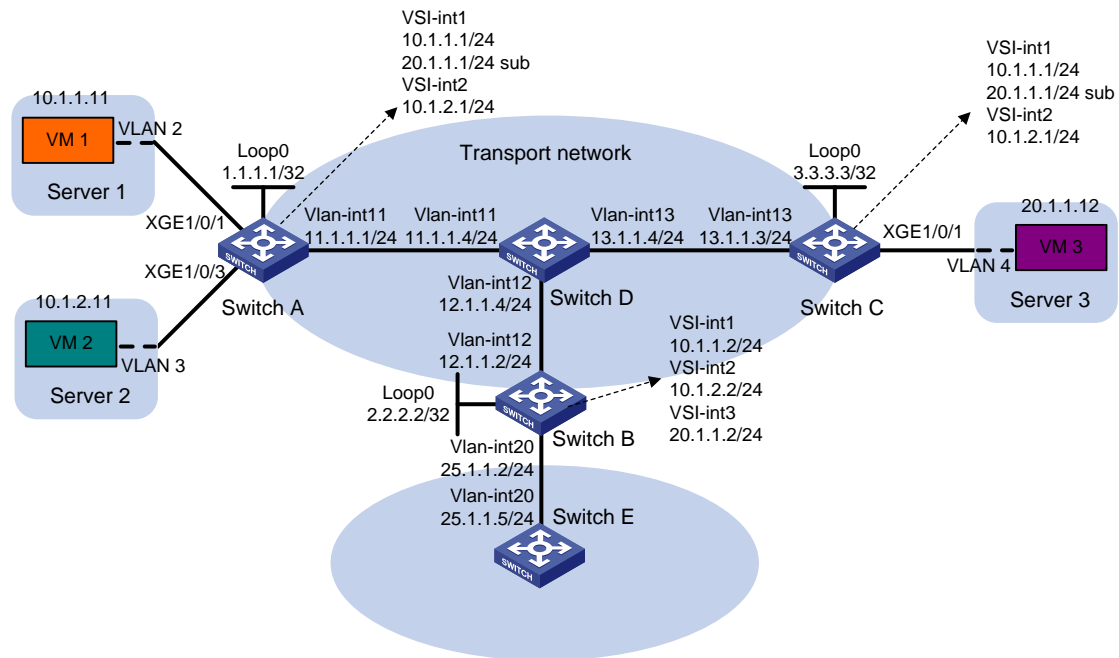 VSI-int1
10.1.1.1/24
20.1.1.1/24 sub
VSI-int2
10.1.2.1/24
VSI-int1
10.1.1.1/24
20.1.1.1/24 sub
VSI-int2
10.1.2.1/24
10.1.1.11
VM 1
VLAN 2
Server 1
XGE1/0/1
Loop0
1.1.1.1/32
Transport network
Loop0
3.3.3.3/32
Vlan-int11
11.1.1.1/24
Vlan-int11
11.1.1.4/24
Vlan-int13
13.1.1.4/24
Vlan-int13
13.1.1.3/24
SWITCH
SWITCH
SWITCH
XGE1/0/1
20.1.1.12
VM 3
VLAN 4
Server 3
XGE1/0/3
Switch A
Switch D
Switch C
10.1.2.11
VM 2
VLAN 3
Server 2
Vlan-int12
12.1.1.4/24
Vlan-int12
12.1.1.2/24
VSI-int1
10.1.1.2/24
VSI-int2
10.1.2.2/24
VSI-int3
20.1.1.2/24
Loop0
2.2.2.2/32
SWITCH
Switch B
Vlan-int20
25.1.1.2/24
Vlan-int20
25.1.1.5/24
Switch E
SWITCH